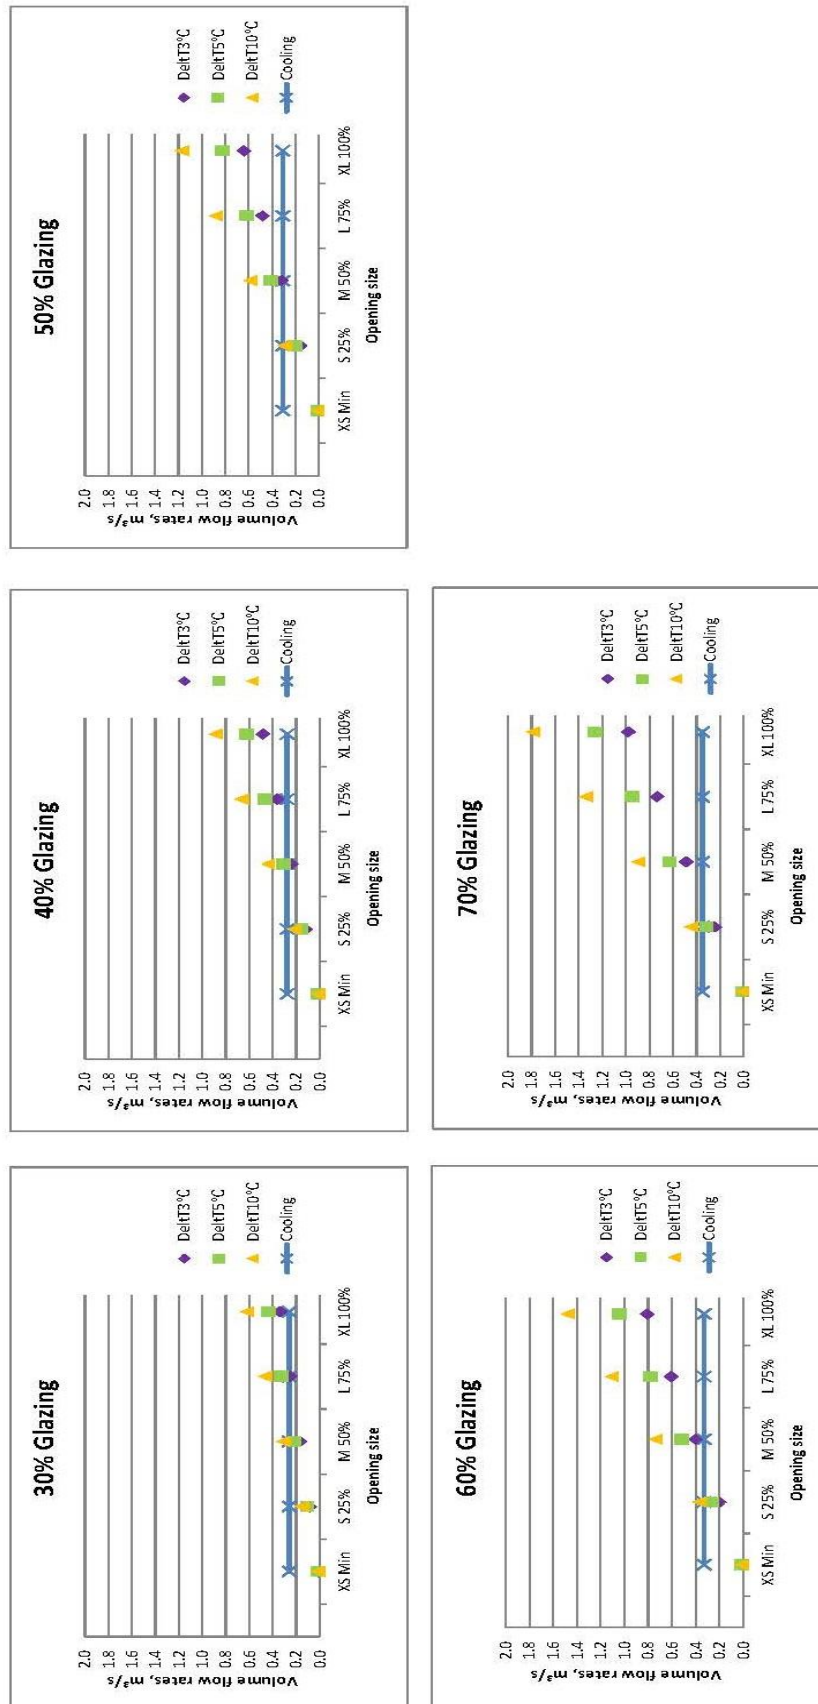 30% Glazing
Volume flow rates, m³/s
2.0
1.8
1.6
1.4
1.2
1.0
0.8
0.6
0.4
0.2
0.0
XS Min
S 25%
M 50%
L 75%
XL 100%
Opening size
DeltT3°C
DeltT5°C
DeltT10°C
Cooling
40% Glazing
Volume flow rates, m³/s
2.0
1.8
1.6
1.4
1.2
1.0
0.8
0.6
0.4
0.2
0.0
XS Min
S 25%
M 50%
L 75%
XL 100%
Opening size
DeltT3°C
DeltT5°C
DeltT10°C
Cooling
50% Glazing
Volume flow rates, m³/s
2.0
1.8
1.6
1.4
1.2
1.0
0.8
0.6
0.4
0.2
0.0
XS Min
S 25%
M 50%
L 75%
XL 100%
Opening size
DeltT3°C
DeltT5°C
DeltT10°C
Cooling
60% Glazing
Volume flow rates, m³/s
2.0
1.8
1.6
1.4
1.2
1.0
0.8
0.6
0.4
0.2
0.0
XS Min
S 25%
M 50%
L 75%
XL 100%
Opening size
DeltT3°C
DeltT5°C
DeltT10°C
Cooling
70% Glazing
Volume flow rates, m³/s
2.0
1.8
1.6
1.4
1.2
1.0
0.8
0.6
0.4
0.2
0.0
XS Min
S 25%
M 50%
L 75%
XL 100%
Opening size
DeltT3°C
DeltT5°C
DeltT10°C
Cooling